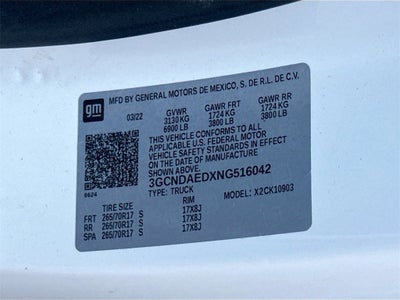 gm
MFD BY GENERAL MOTORS DE MEXICO, S. DE R.L. DE C.V.
03/22 GVWR GAWR FRT GAWR RR
3130 KG 1724 KG 1724 KG
6900 LB 3800 LB 3800 LB
THIS VEHICLE CONFORMS TO ALL
APPLICABLE U.S. FEDERAL MOTOR
VEHICLE SAFETY STANDARDS IN EFFECT
ON THE DATE OF MANUFACTURE
SHOWN ABOVE.
3GCNDAEDXNG516042
8624 TYPE: TRUCK MODEL: X2CK10903
TIRE SIZE RIM
FRT 265/70R17 S 17X8J
RR 265/70R17 S 17X8J
SPA 265/70R17 S 17X8J